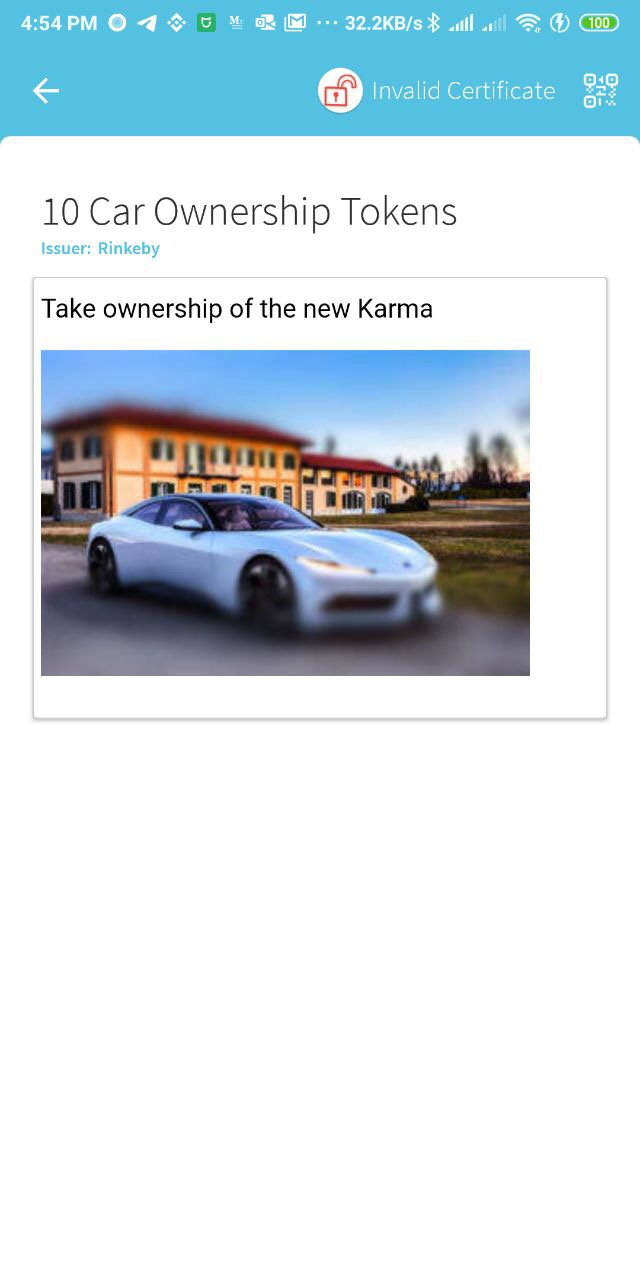 4:54 PM M: ... 32.2KB/s 100
Invalid Certificate
10 Car Ownership Tokens
Issuer: Rinkeby
Take ownership of the new Karma